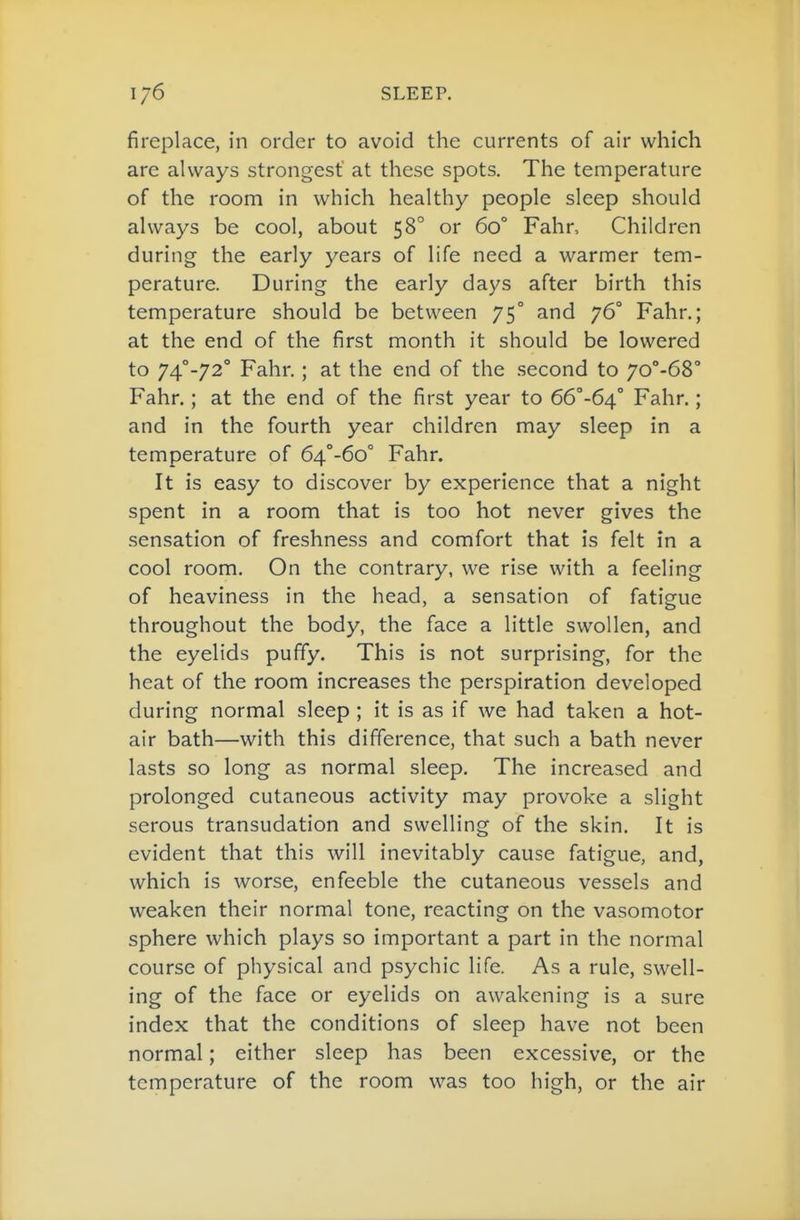 176 SLEEP.
fireplace, in order to avoid the currents of air which
are always strongest at these spots. The temperature
of the room in which healthy people sleep should
always be cool, about 58° or 60° Fahr. Children
during the early years of life need a warmer tem-
perature. During the early days after birth this
temperature should be between 75° and 76° Fahr.;
at the end of the first month it should be lowered
to 74°-72° Fahr. ; at the end of the second to 70°-68°
Fahr. ; at the end of the first year to 66°-64° Fahr. ;
and in the fourth year children may sleep in a
temperature of 64°-60° Fahr.
It is easy to discover by experience that a night
spent in a room that is too hot never gives the
sensation of freshness and comfort that is felt in a
cool room. On the contrary, we rise with a feeling
of heaviness in the head, a sensation of fatigue
throughout the body, the face a little swollen, and
the eyelids puffy. This is not surprising, for the
heat of the room increases the perspiration developed
during normal sleep ; it is as if we had taken a hot-
air bath—with this difference, that such a bath never
lasts so long as normal sleep. The increased and
prolonged cutaneous activity may provoke a slight
serous transudation and swelling of the skin. It is
evident that this will inevitably cause fatigue, and,
which is worse, enfeeble the cutaneous vessels and
weaken their normal tone, reacting on the vasomotor
sphere which plays so important a part in the normal
course of physical and psychic life. As a rule, swell-
ing of the face or eyelids on awakening is a sure
index that the conditions of sleep have not been
normal ; either sleep has been excessive, or the
temperature of the room was too high, or the air